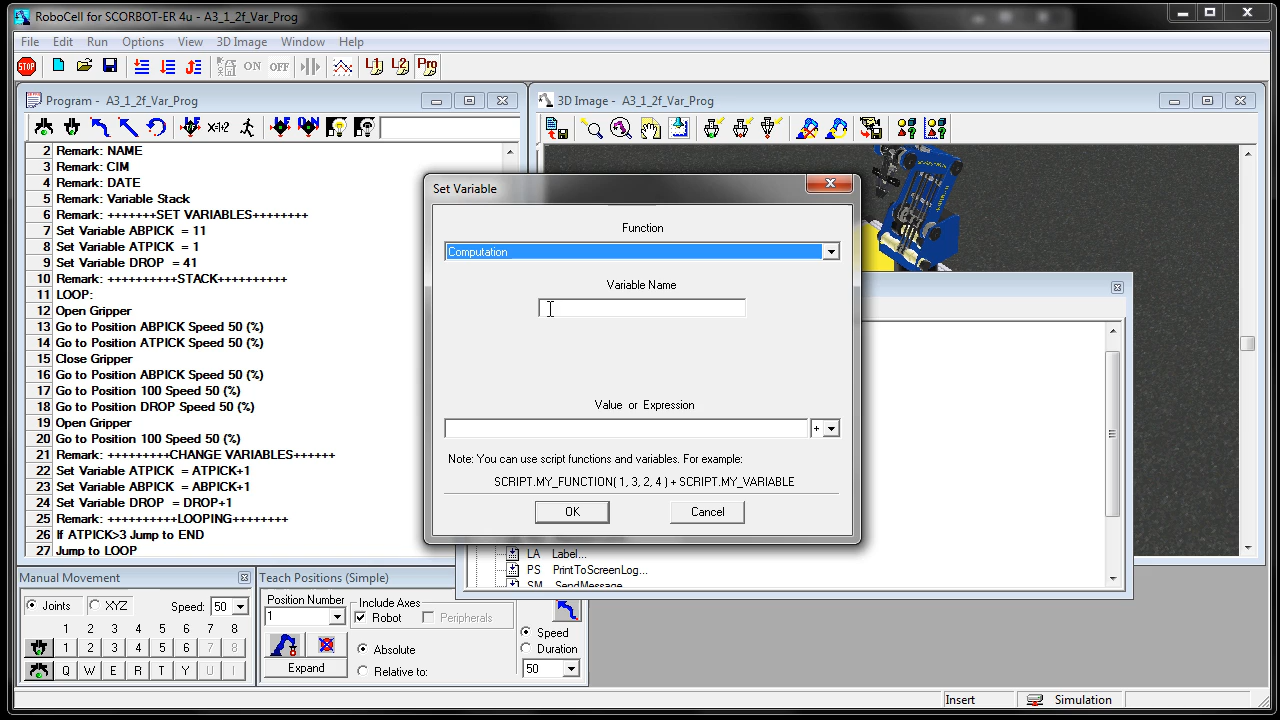 RoboCell for SCORBOT-ER 4u - A3_1_2f_Var_Prog
File Edit Run Options View 3D Image Window Help
STOP ON OFF L1 L2 Prg
Program - A3_1_2f_Var_Prog
3D Image - A3_1_2f_Var_Prog
2 Remark: NAME
3 Remark: CIM
4 Remark: DATE
5 Remark: Variable Stack
6 Remark: +++++++SET VARIABLES++++++++
7 Set Variable ABPICK = 11
8 Set Variable ATPICK = 1
9 Set Variable DROP = 41
10 Remark: ++++++++++STACK++++++++++
11 LOOP:
12 Open Gripper
13 Go to Position ABPICK Speed 50 (%)
14 Go to Position ATPICK Speed 50 (%)
15 Close Gripper
16 Go to Position ABPICK Speed 50 (%)
17 Go to Position 100 Speed 50 (%)
18 Go to Position DROP Speed 50 (%)
19 Open Gripper
20 Go to Position 100 Speed 50 (%)
21 Remark: +++++++++CHANGE VARIABLES++++++
22 Set Variable ATPICK = ATPICK+1
23 Set Variable ABPICK = ABPICK+1
24 Set Variable DROP = DROP+1
25 Remark: ++++++++++LOOPING++++++++
26 If ATPICK>3 Jump to END
27 Jump to LOOP
Set Variable
Function
Computation
Variable Name
Value or Expression
+
Note: You can use script functions and variables. For example:
SCRIPT.MY_FUNCTION( 1, 3, 2, 4 ) + SCRIPT.MY_VARIABLE
OK Cancel
LA Label...
PS PrintToScreenLog...
SM SendMessage
Manual Movement
Joints XYZ Speed: 50
1 2 3 4 5 6 7 8
1 2 3 4 5 6 7 8
Q W E R T Y U I
Teach Positions (Simple)
Position Number
1
Include Axes
Robot Peripherals
Absolute
Relative to:
Expand
Speed
Duration
50
Insert Simulation